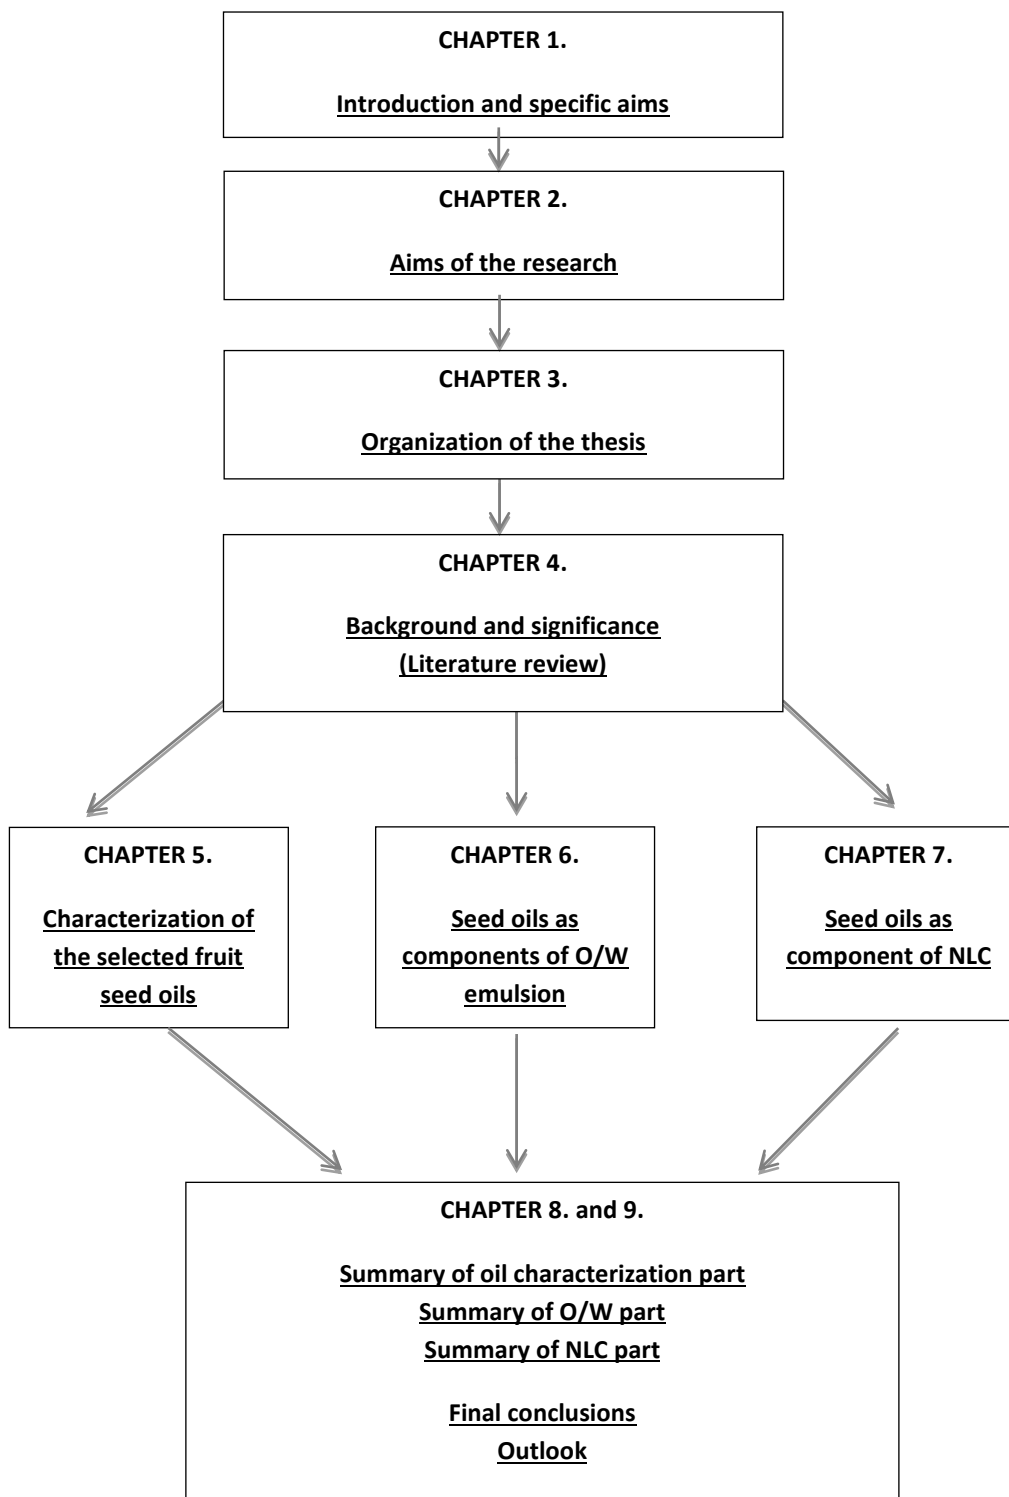 CHAPTER 1.
Introduction and specific aims
CHAPTER 2.
Aims of the research
CHAPTER 3.
Organization of the thesis
CHAPTER 4.
Background and significance
(Literature review)
CHAPTER 5.
Characterization of
the selected fruit
seed oils
CHAPTER 6.
Seed oils as
components of O/W
emulsion
CHAPTER 7.
Seed oils as
component of NLC
CHAPTER 8. and 9.
Summary of oil characterization part
Summary of O/W part
Summary of NLC part
Final conclusions
Outlook